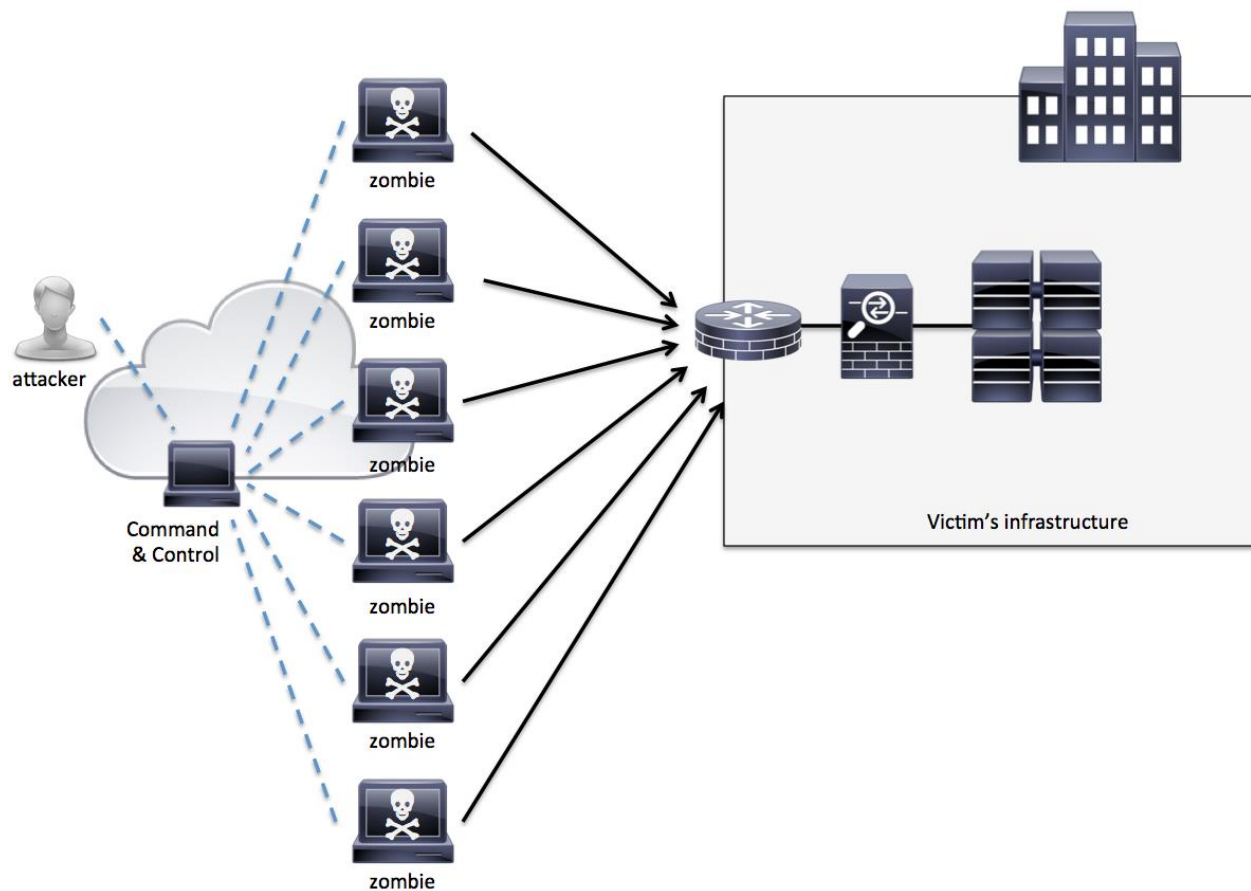 zombie
zombie
attacker
zombie
Command
& Control
Victim's infrastructure
zombie
zombie
zombie